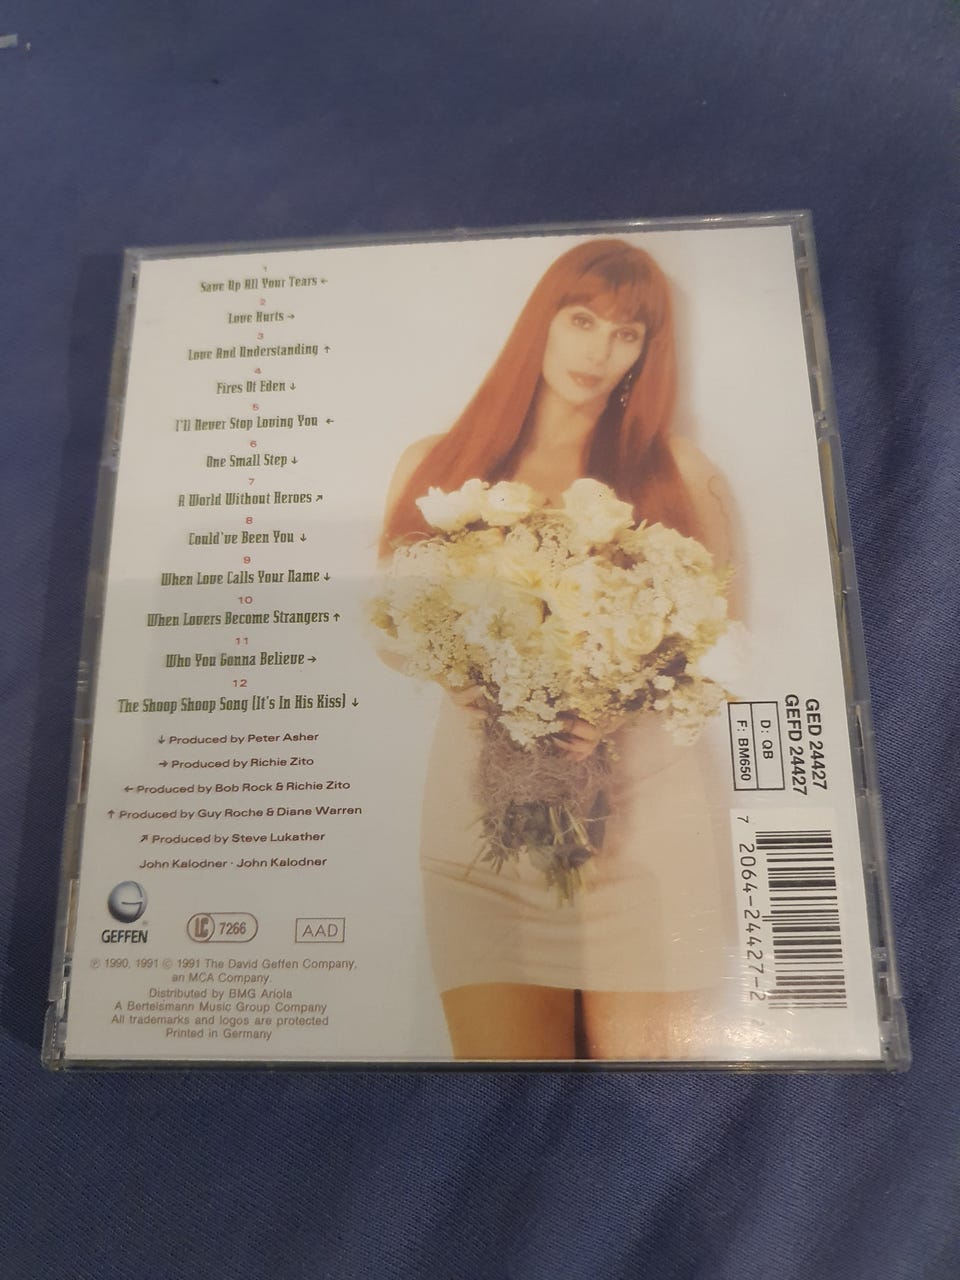 1
Save Up All Your Tears ←
2
Love Hurts →
3
Love And Understanding ↑
4
Fires Of Eden ↓
5
I'll Never Stop Loving You ←
6
One Small Step ↓
7
A World Without Heroes ↗
8
Could've Been You ↓
9
When Love Calls Your Name ↓
10
When Lovers Become Strangers ↑
11
Who You Gonna Believe →
12
The Shoop Shoop Song (It's In His Kiss) ↓
↓ Produced by Peter Asher
→ Produced by Richie Zito
← Produced by Bob Rock & Richie Zito
↑ Produced by Guy Roche & Diane Warren
↗ Produced by Steve Lukather
John Kalodner · John Kalodner
GEFFEN
®
LC 7266
AAD
℗ 1990, 1991 © 1991 The David Geffen Company,
an MCA Company.
Distributed by BMG Ariola
A Bertelsmann Music Group Company
All trademarks and logos are protected
Printed in Germany
GED 24427
GEFD 24427
D: QB
F: BM650
7 2064-24427-2